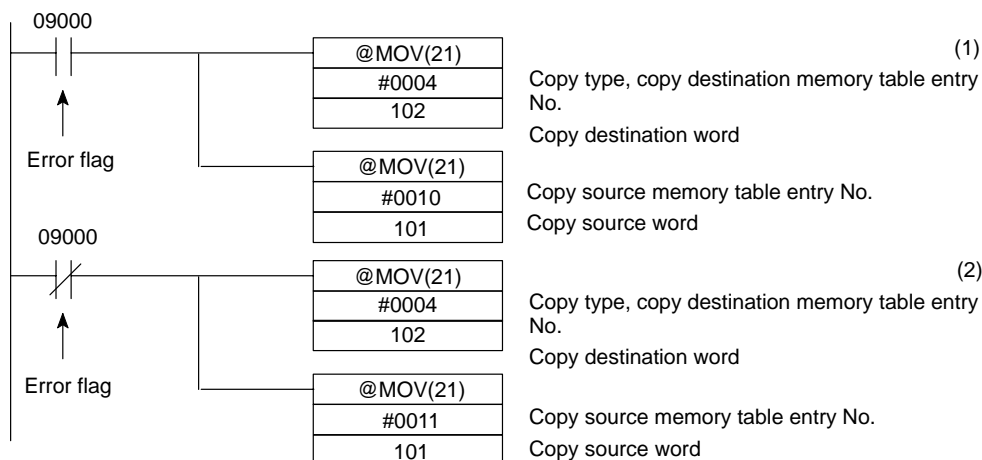 09000
@MOV(21)
(1)
#0004
Copy type, copy destination memory table entry
No.
102
Copy destination word
Error flag
@MOV(21)
#0010
Copy source memory table entry No.
101
Copy source word
09000
@MOV(21)
(2)
#0004
Copy type, copy destination memory table entry
No.
102
Copy destination word
Error flag
@MOV(21)
#0011
Copy source memory table entry No.
101
Copy source word